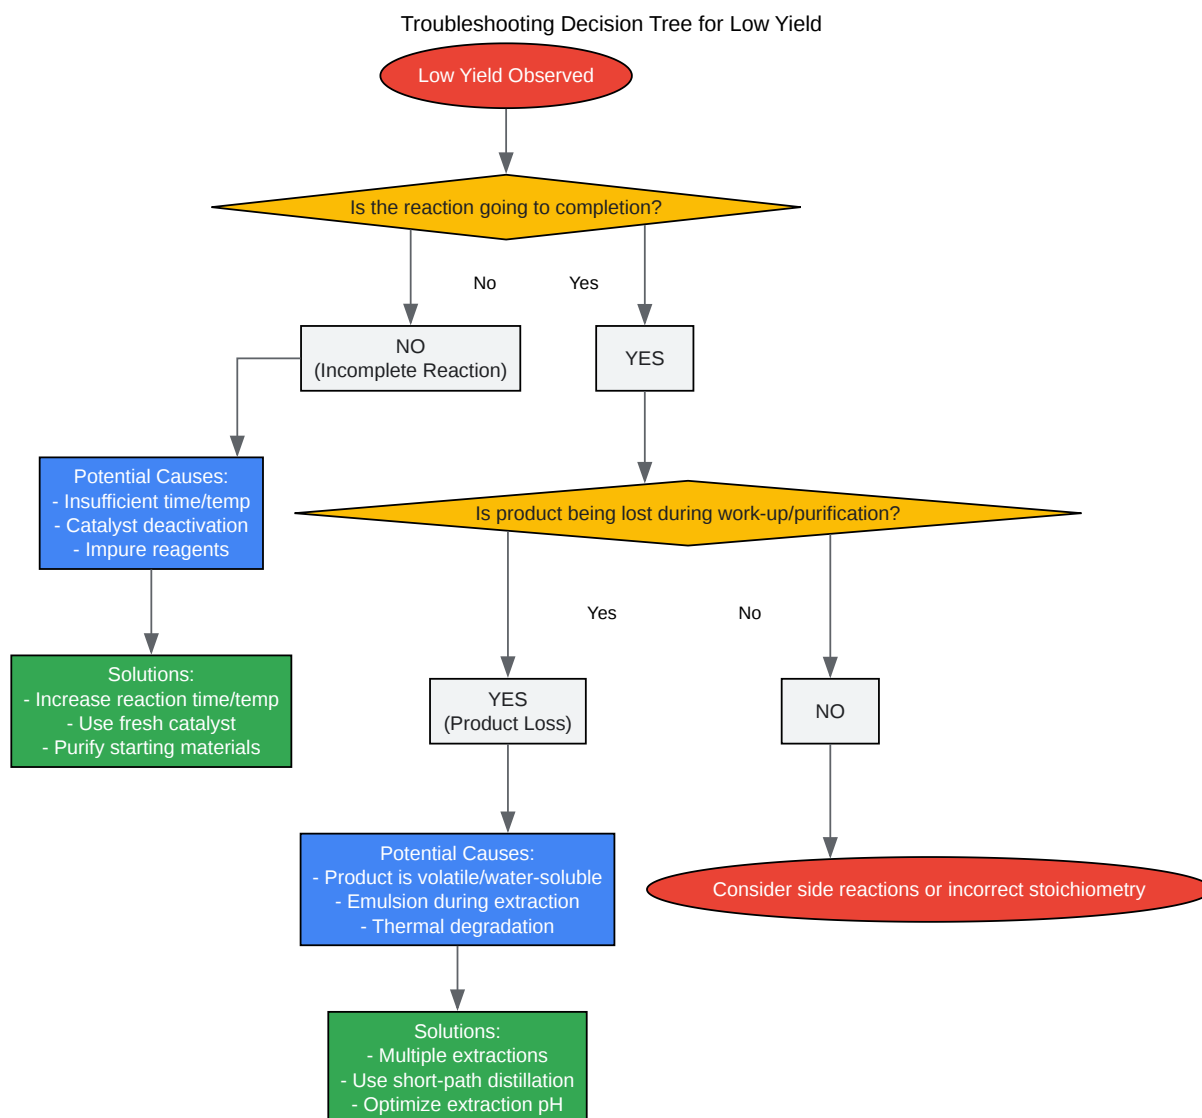 Troubleshooting Decision Tree for Low Yield
Low Yield Observed
Is the reaction going to completion?
No
Yes
NO
(Incomplete Reaction)
YES
Potential Causes:
- Insufficient time/temp
- Catalyst deactivation
- Impure reagents
Is product being lost during work-up/purification?
Yes
No
Solutions:
- Increase reaction time/temp
- Use fresh catalyst
- Purify starting materials
YES
(Product Loss)
NO
Potential Causes:
- Product is volatile/water-soluble
- Emulsion during extraction
- Thermal degradation
Consider side reactions or incorrect stoichiometry
Solutions:
- Multiple extractions
- Use short-path distillation
- Optimize extraction pH